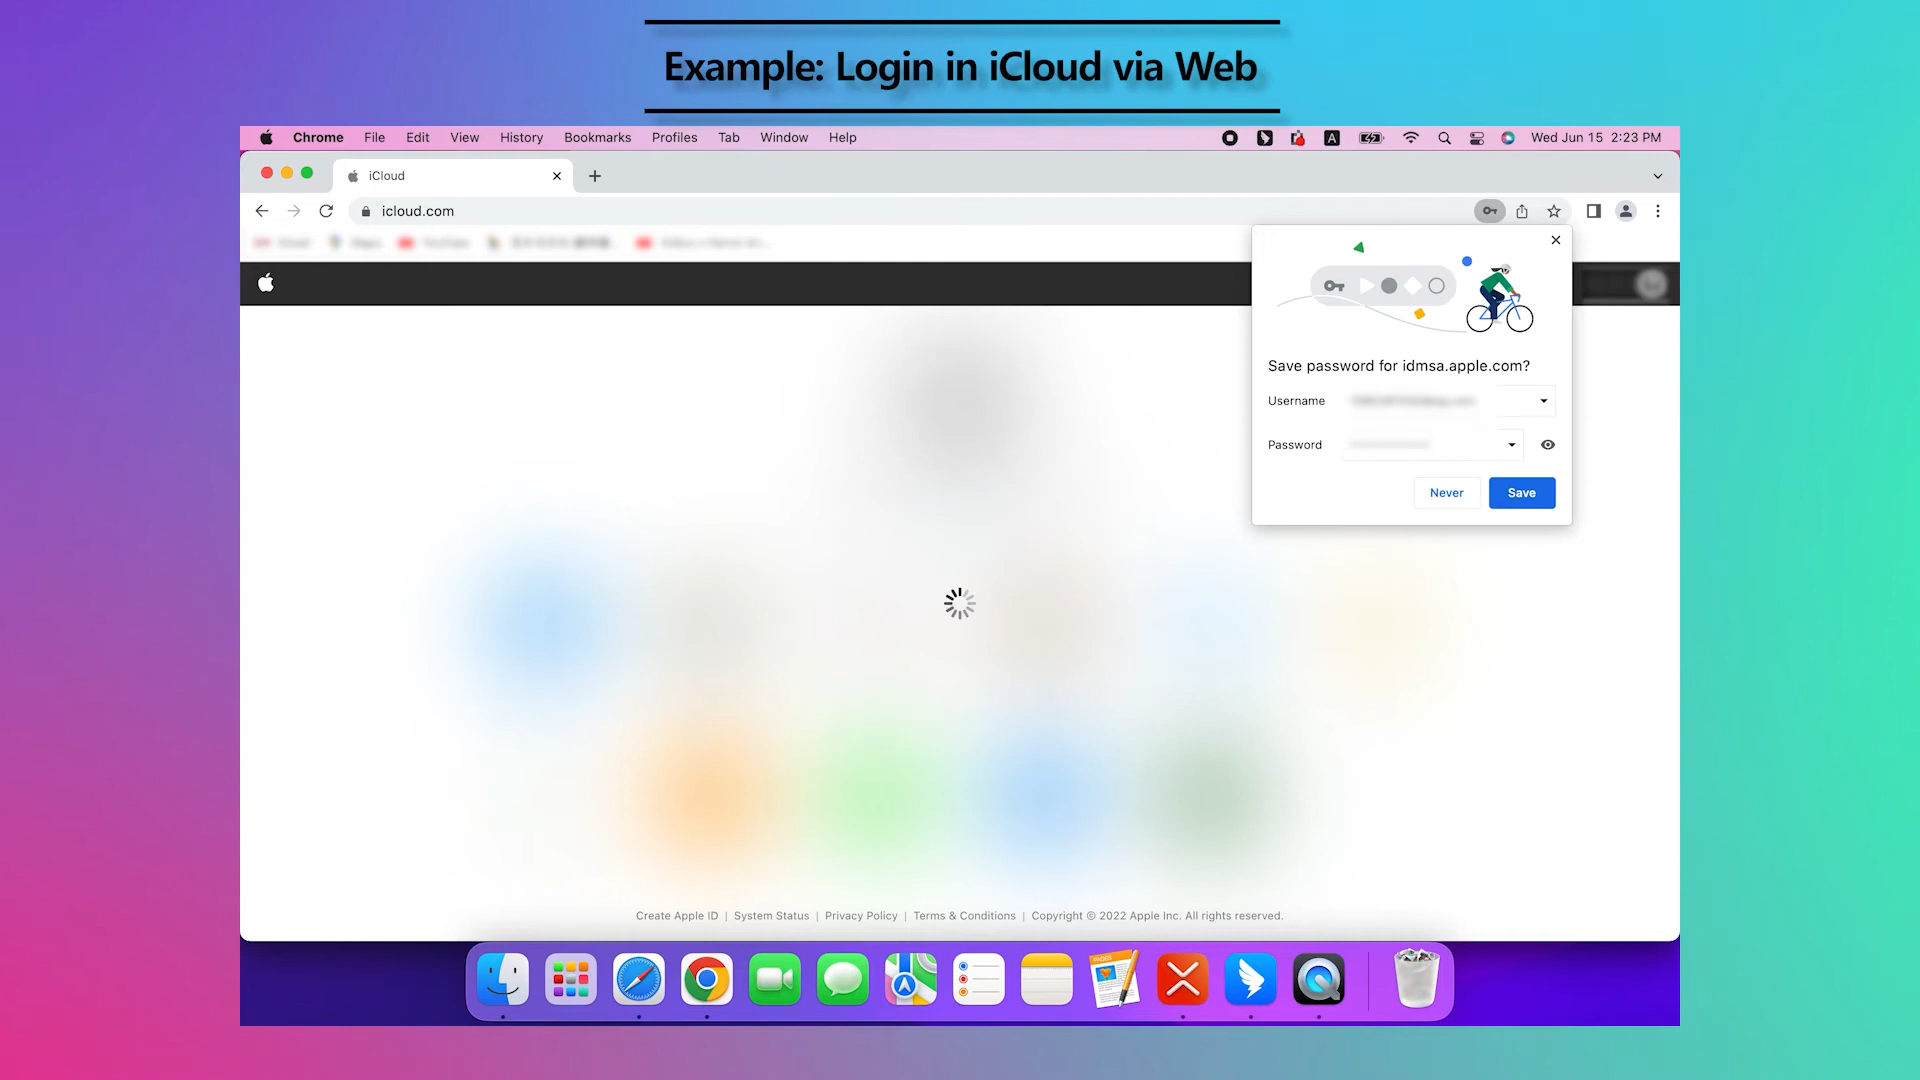 Example: Login in iCloud via Web
Chrome File Edit View History Bookmarks Profiles Tab Window Help A Wed Jun 15 2:23 PM
iCloud
icloud.com
Save password for idmsa.apple.com?
Username
Password
Never Save
Create Apple ID | System Status | Privacy Policy | Terms & Conditions | Copyright © 2022 Apple Inc. All rights reserved.
PAGES